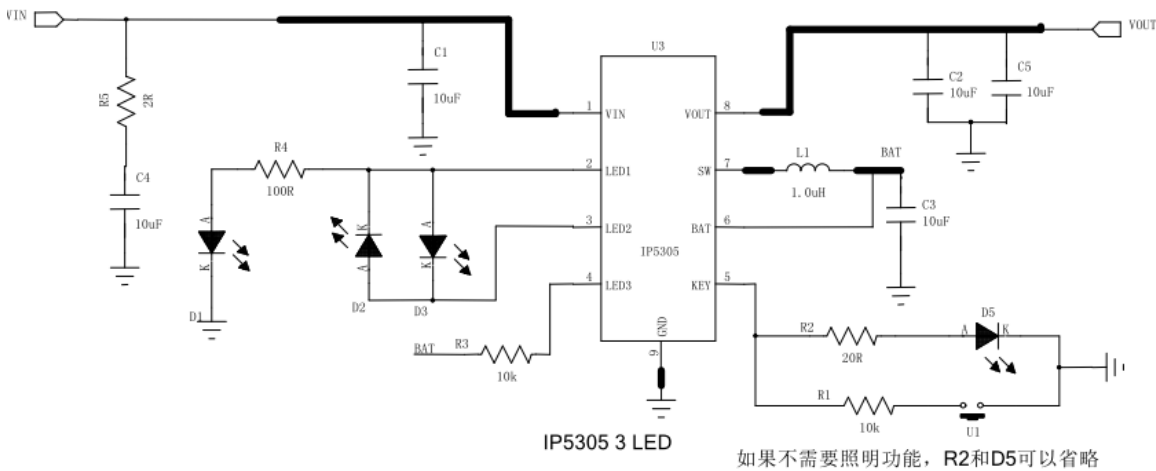 VIN
VOUT
U3
C1
10uF
C2
10uF
C5
10uF
R5
2R
1
VIN
VOUT
8
R4
100R
2
LED1
SW
7
L1
1.0uH
BAT
C4
10uF
A
K
D1
K
A
D2
A
K
D3
3
LED2
BAT
6
C3
10uF
IP5305
4
LED3
KEY
5
BAT
R3
10k
GND
9
R2
20R
A
D5
K
R1
10k
U1
IP5305 3 LED
如果不需要照明功能，R2和D5可以省略